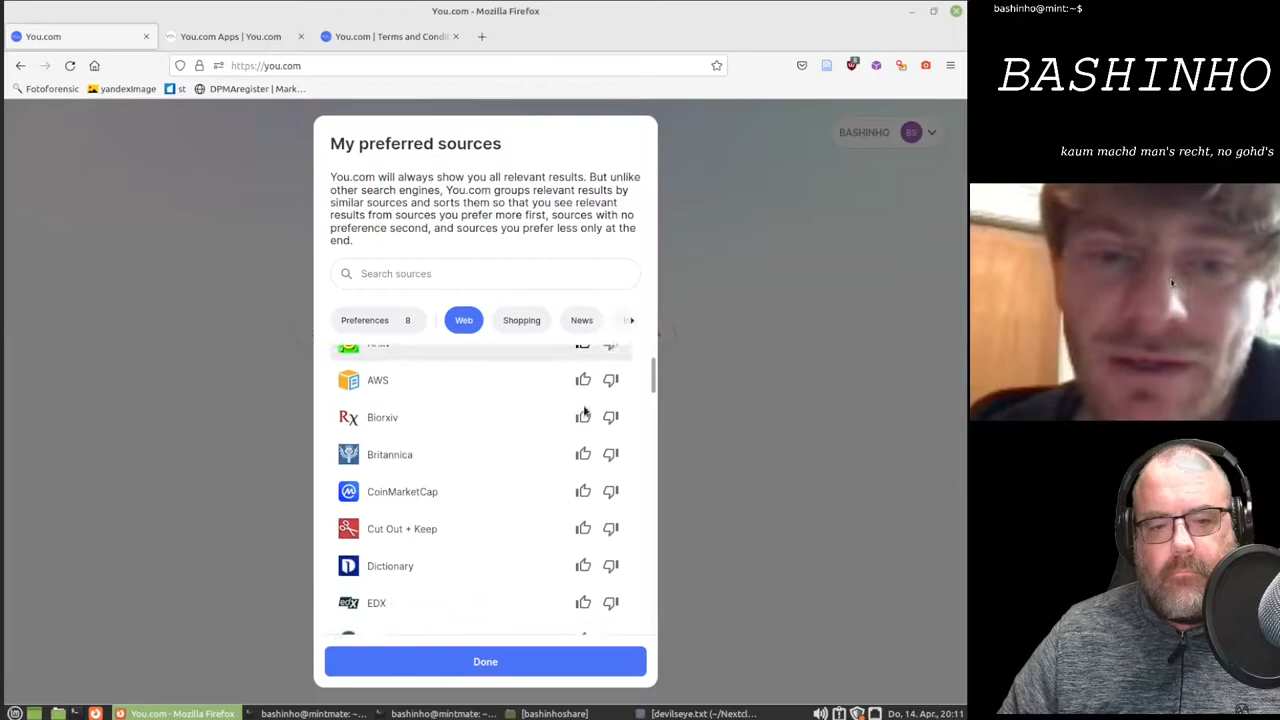 You.com - Mozilla Firefox
You.com
You.com Apps | You.com
You.com | Terms and Condit
https://you.com
Fotoforensic
yandexImage
st
DPMAregister | Mark...
BASHINHO
BS
My preferred sources
You.com will always show you all relevant results. But unlike
other search engines, You.com groups relevant results by
similar sources and sorts them so that you see relevant
results from sources you prefer more first, sources with no
preference second, and sources you prefer less only at the
end.
Search sources
Preferences 8
Web
Shopping
News
AWS
Biorxiv
Britannica
CoinMarketCap
Cut Out + Keep
Dictionary
EDX
Done
You.com - Mozilla Firefox
bashinho@mintmate: ~...
bashinho@mintmate: ~...
[bashinhoshare]
[devilseye.txt (~/Nextcl...
Do, 14. Apr., 20:11
bashinho@mint:~$
BASHINHO
kaum machd man's recht, no gohd's